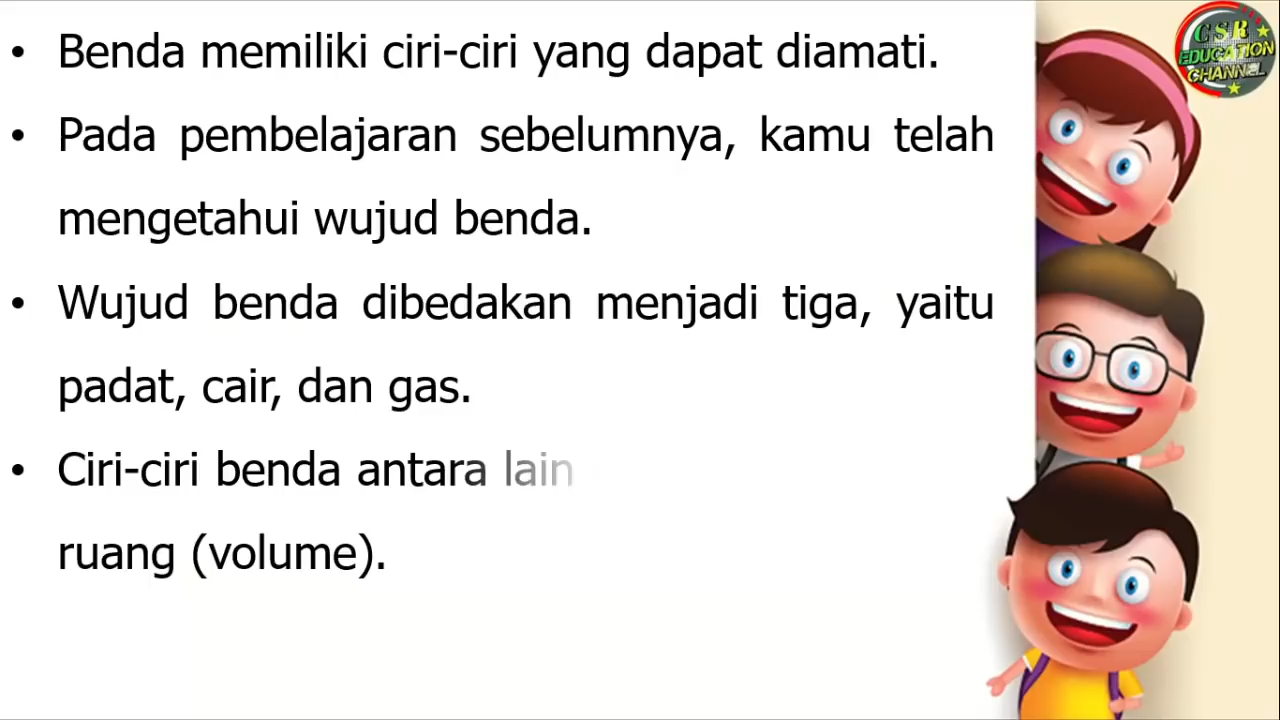 • Benda memiliki ciri-ciri yang dapat diamati.
• Pada pembelajaran sebelumnya, kamu telah
mengetahui wujud benda.
• Wujud benda dibedakan menjadi tiga, yaitu
padat, cair, dan gas.
• Ciri-ciri benda antara lain
ruang (volume).
CSR
EDUCATION
CHANNEL